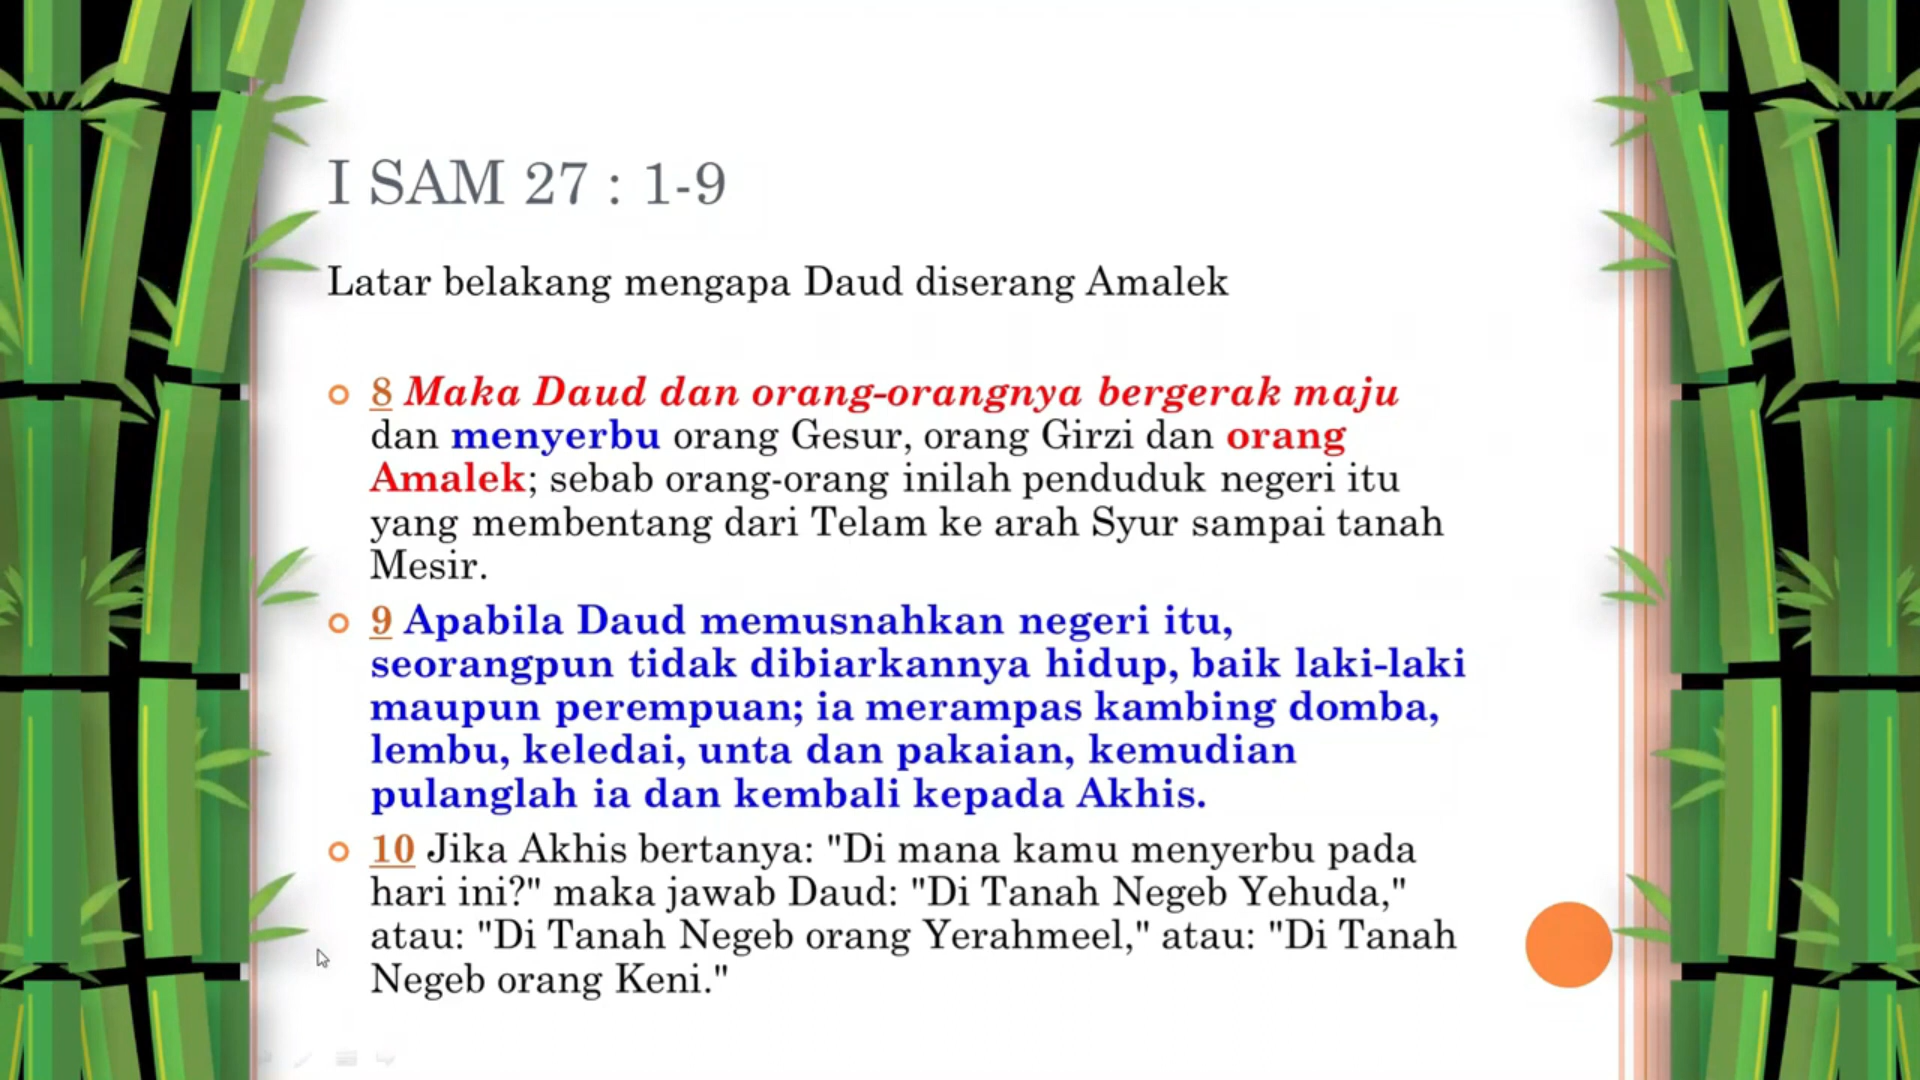 I SAM 27 : 1-9
Latar belakang mengapa Daud diserang Amalek
8 Maka Daud dan orang-orangnya bergerak maju
dan menyerbu orang Gesur, orang Girzi dan orang
Amalek; sebab orang-orang inilah penduduk negeri itu
yang membentang dari Telam ke arah Syur sampai tanah
Mesir.
9 Apabila Daud memusnahkan negeri itu,
seorangpun tidak dibiarkannya hidup, baik laki-laki
maupun perempuan; ia merampas kambing domba,
lembu, keledai, unta dan pakaian, kemudian
pulanglah ia dan kembali kepada Akhis.
10 Jika Akhis bertanya: "Di mana kamu menyerbu pada
hari ini?" maka jawab Daud: "Di Tanah Negeb Yehuda,"
atau: "Di Tanah Negeb orang Yerahmeel," atau: "Di Tanah
Negeb orang Keni."